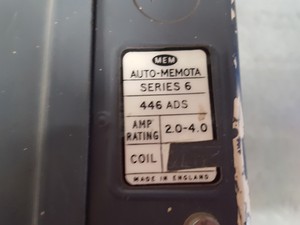 MEM
AUTO-MEMOTA
SERIES 6
446 ADS
AMP RATING 2.0-4.0
COIL
MADE IN ENGLAND